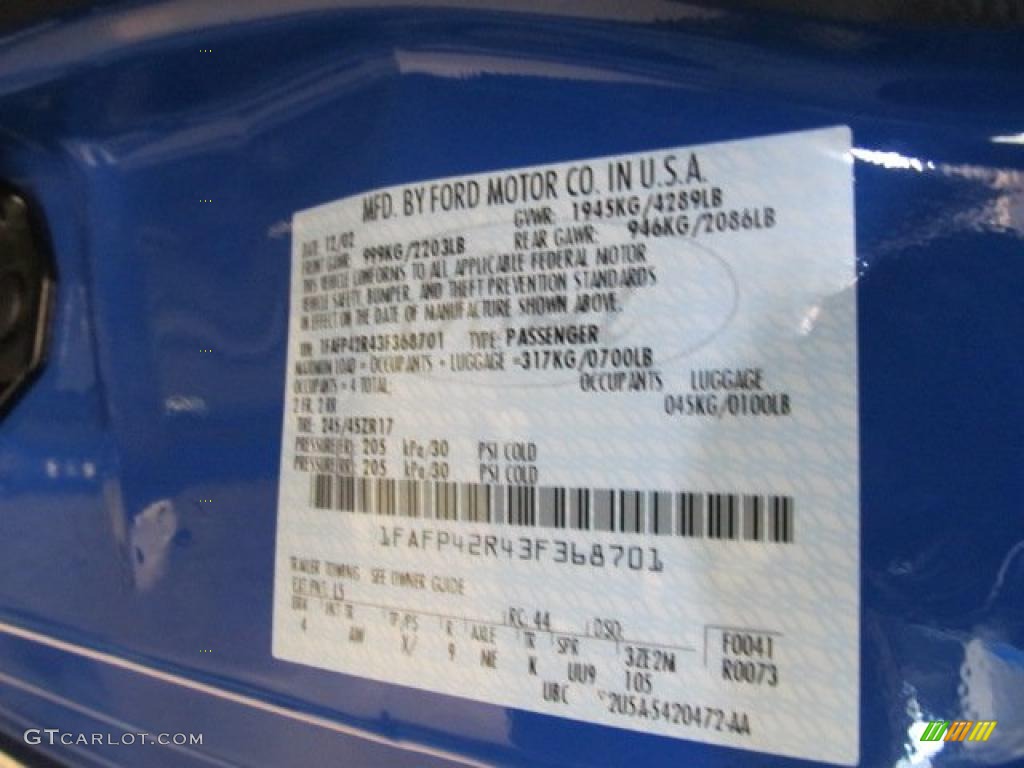 MFD. BY FORD MOTOR CO. IN U.S.A.
DATE: 12/02 GVWR: 1945KG/4289LB
FRONT GAWR: 999KG/2203LB REAR GAWR: 946KG/2086LB
THIS VEHICLE CONFORMS TO ALL APPLICABLE FEDERAL MOTOR
VEHICLE SAFETY, BUMPER, AND THEFT PREVENTION STANDARDS
IN EFFECT ON THE DATE OF MANUFACTURE SHOWN ABOVE.
VIN: 1FAFP42R43F368701 TYPE: PASSENGER
MAXIMUM LOAD = OCCUPANTS + LUGGAGE =317KG/0700LB
OCCUPANTS = 4 TOTAL: OCCUPANTS LUGGAGE
2 FR, 2 RR 045KG/0100LB
TIRE: 245/45ZR17
PRESSURE(FR): 205 kPa/30 PSI COLD
PRESSURE(RR): 205 kPa/30 PSI COLD
1FAFP42R43F368701
TRAILER TOWING: SEE OWNER GUIDE
EXT PNT: L5 RC: 44 DSO: F0041
BRK INT TR TP/PS R AXLE TR SPR 3ZE2M R0073
4 AW X/ 9 NE K UU9 105
UBC 2U5A-5420472-AA
GTCARLOT.COM